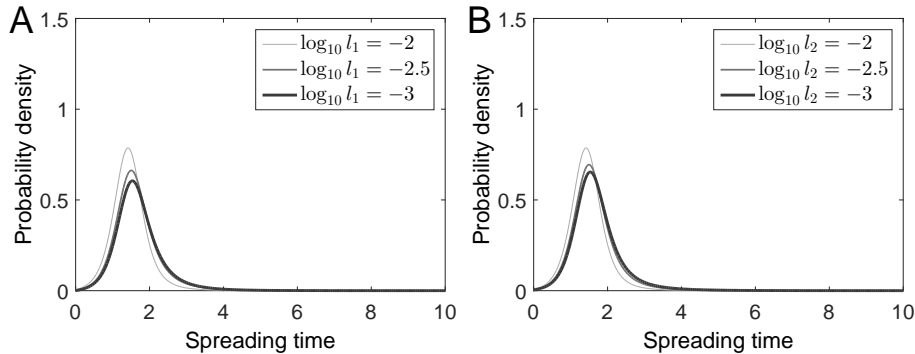 A
Probability density
1.5
1
0.5
0
0 2 4 6 8 10
Spreading time
log₁₀ l₁ = −2
log₁₀ l₁ = −2.5
log₁₀ l₁ = −3
B
Probability density
1.5
1
0.5
0
0 2 4 6 8 10
Spreading time
log₁₀ l₂ = −2
log₁₀ l₂ = −2.5
log₁₀ l₂ = −3